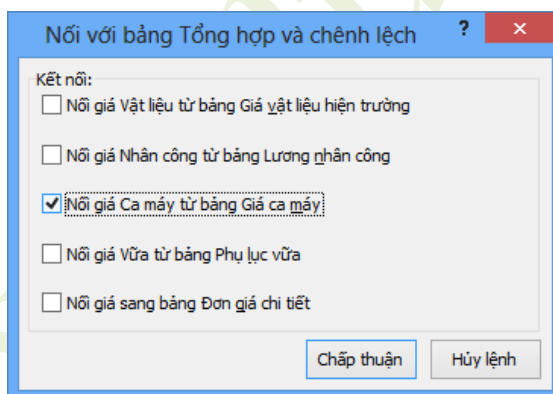 Nối với bảng Tổng hợp và chênh lệch ? ×
Kết nối:
Nối giá Vật liệu từ bảng Giá vật liệu hiện trường
Nối giá Nhân công từ bảng Lương nhân công
Nối giá Ca máy từ bảng Giá ca máy
Nối giá Vữa từ bảng Phụ lục vữa
Nối giá sang bảng Đơn giá chi tiết
Chấp thuận Hủy lệnh